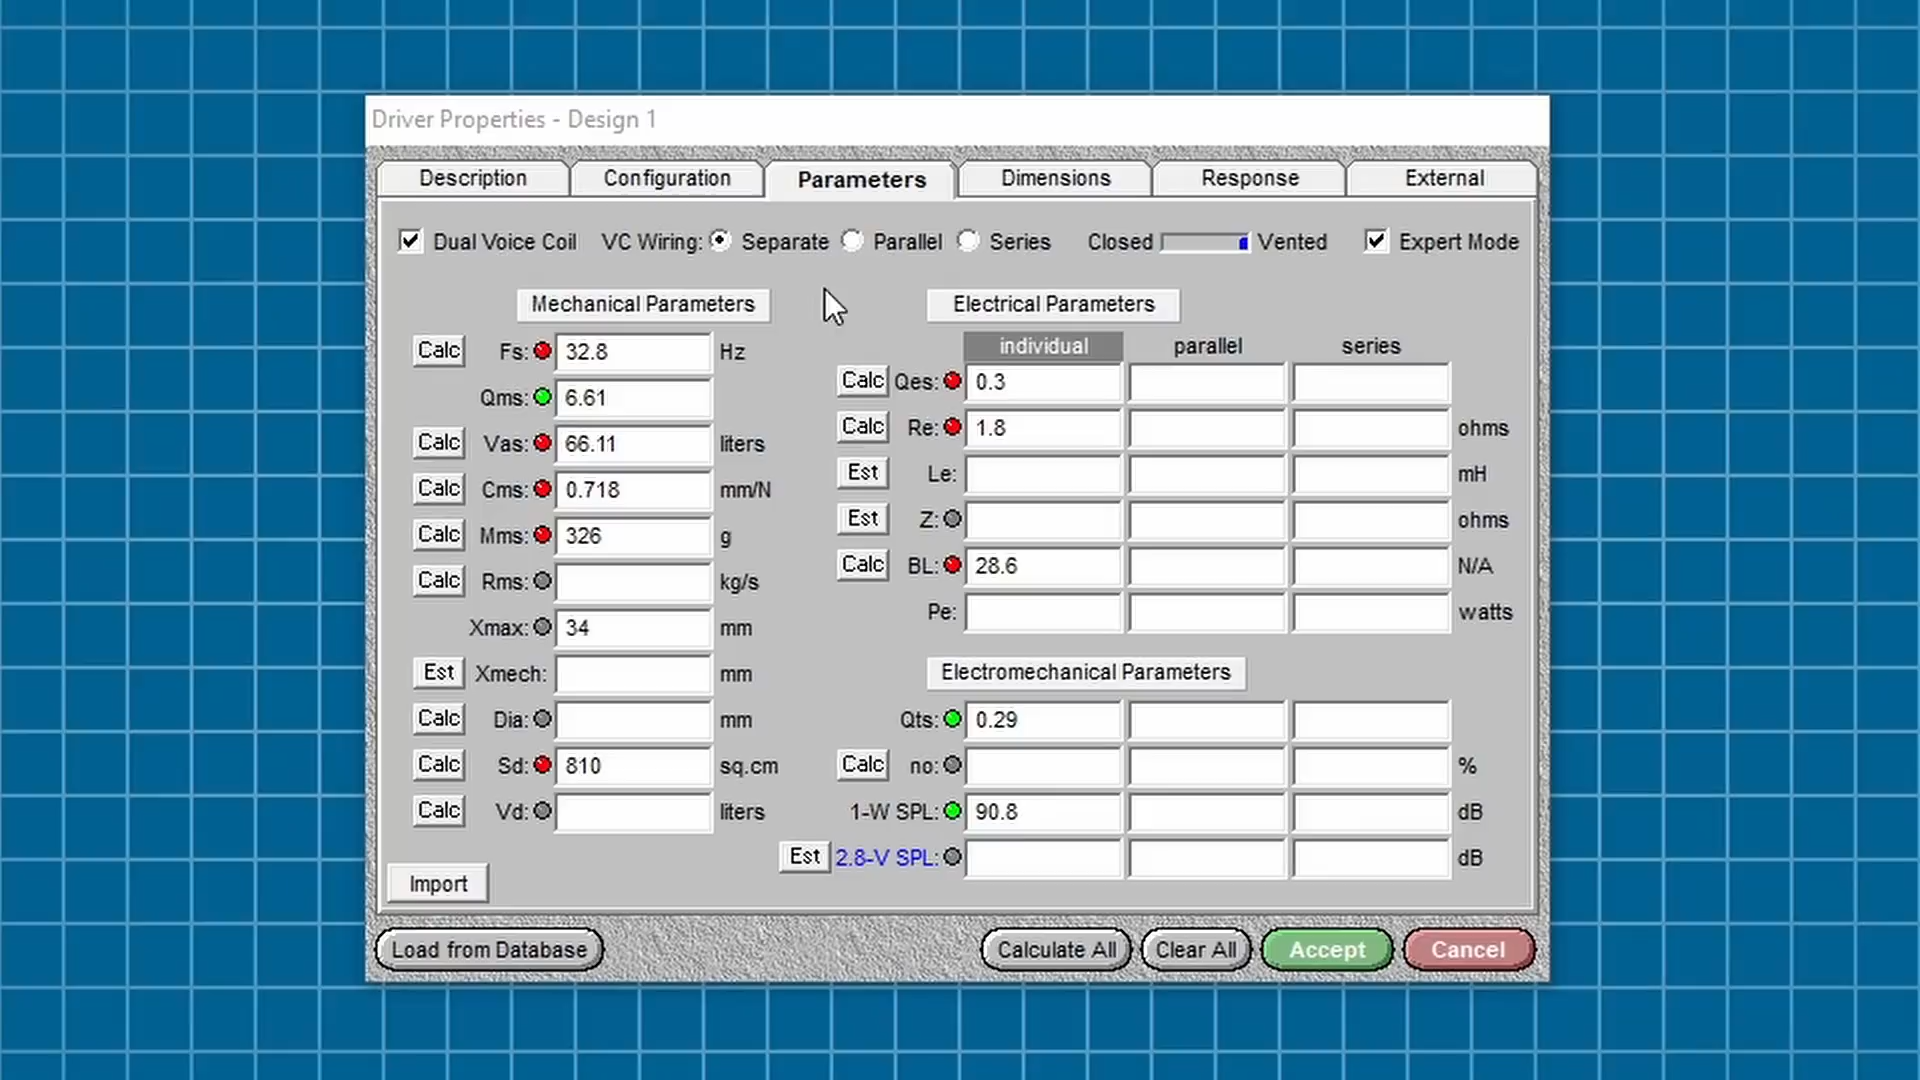 Driver Properties - Design 1
Description Configuration Parameters Dimensions Response External
Dual Voice Coil VC Wiring: Separate Parallel Series Closed Vented Expert Mode
Mechanical Parameters
Calc Fs: 32.8 Hz
Qms: 6.61
Calc Vas: 66.11 liters
Calc Cms: 0.718 mm/N
Calc Mms: 326 g
Calc Rms: kg/s
Xmax: 34 mm
Est Xmech: mm
Calc Dia: mm
Calc Sd: 810 sq.cm
Calc Vd: liters
Import
Electrical Parameters
individual parallel series
Calc Qes: 0.3
Calc Re: 1.8 ohms
Est Le: mH
Est Z: ohms
Calc BL: 28.6 N/A
Pe: watts
Electromechanical Parameters
Qts: 0.29
Calc no: %
1-W SPL: 90.8 dB
Est 2.8-V SPL: dB
Load from Database Calculate All Clear All Accept Cancel